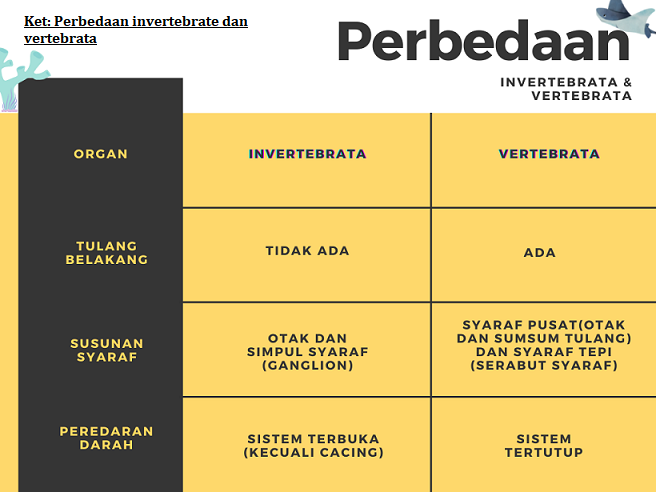 Ket: Perbedaan invertebrate dan
vertebrata
Perbedaan
INVERTEBRATA &
VERTEBRATA
ORGAN
INVERTEBRATA
VERTEBRATA
TULANG
BELAKANG
TIDAK ADA
ADA
SUSUNAN
SYARAF
OTAK DAN
SIMPUL SYARAF
(GANGLION)
SYARAF PUSAT(OTAK
DAN SUMSUM TULANG)
DAN SYARAF TEPI
(SERABUT SYARAF)
PEREDARAN
DARAH
SISTEM TERBUKA
(KECUALI CACING)
SISTEM
TERTUTUP